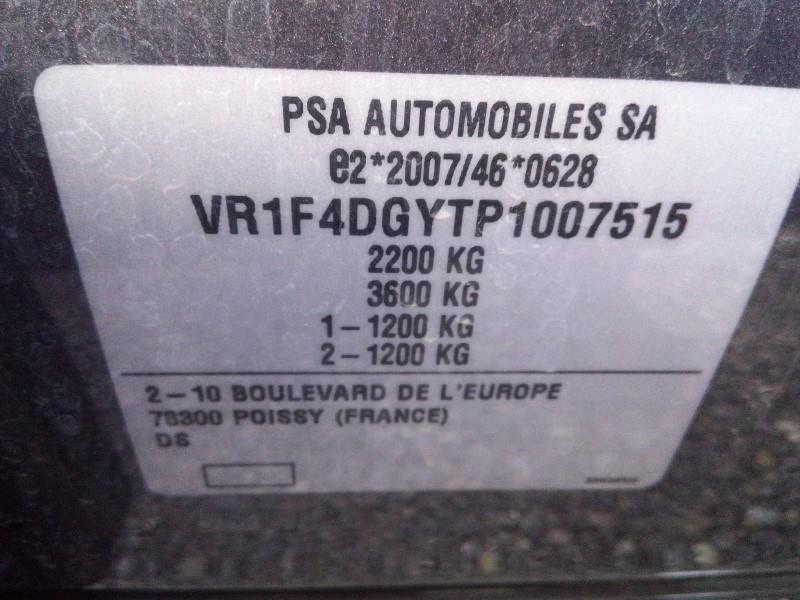 PSA AUTOMOBILES SA
e2*2007/46*0628
VR1F4DGYTP1007515
2200 KG
3600 KG
1-1200 KG
2-1200 KG
2-10 BOULEVARD DE L'EUROPE
78300 POISSY (FRANCE)
DS